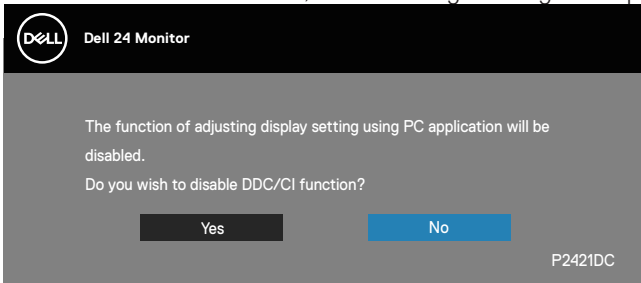 DELL
Dell 24 Monitor
The function of adjusting display setting using PC application will be
disabled.
Do you wish to disable DDC/CI function?
Yes
No
P2421DC